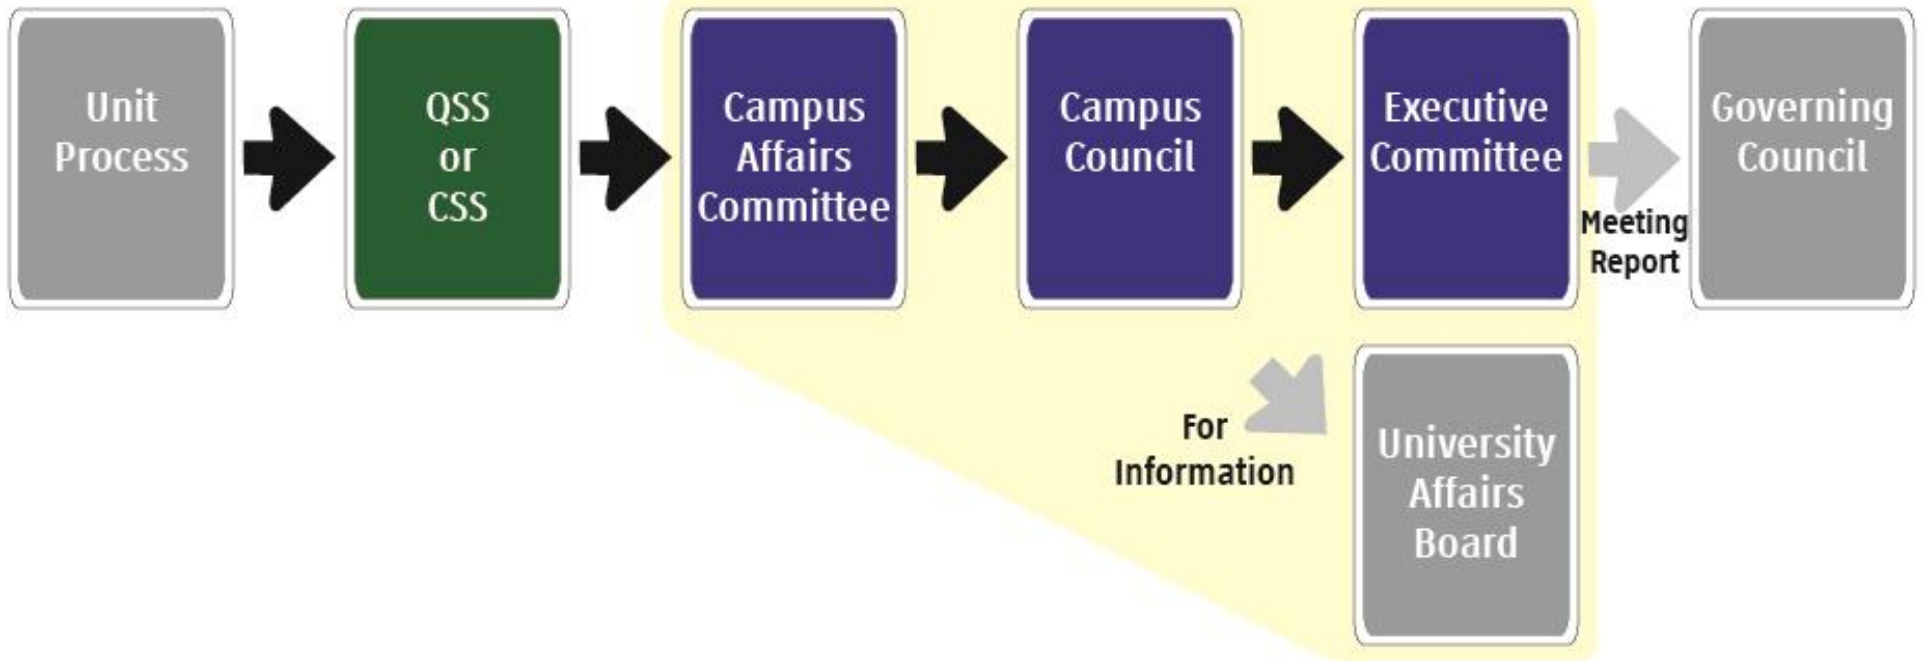 Unit
Process
QSS
or
CSS
Campus
Affairs
Committee
Campus
Council
Executive
Committee
Meeting
Report
Governing
Council
For
Information
University
Affairs
Board